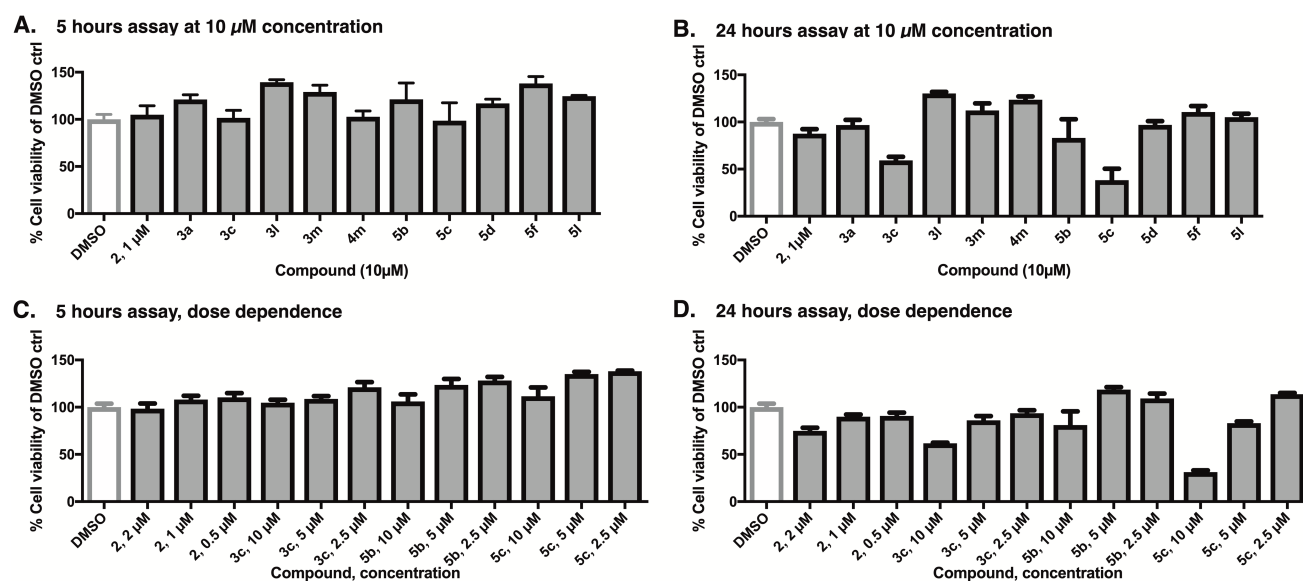 A. 5 hours assay at 10 µM concentration
% Cell viability of DMSO ctrl
150
100
50
0
DMSO
2, 1 µM
3a
3c
3l
3m
4m
5b
5c
5d
5f
5l
Compound (10µM)
B. 24 hours assay at 10 µM concentration
% Cell viability of DMSO ctrl
150
100
50
0
DMSO
2, 1µM
3a
3c
3l
3m
4m
5b
5c
5d
5f
5l
Compound (10µM)
C. 5 hours assay, dose dependence
% Cell viability of DMSO ctrl
150
100
50
0
DMSO
2, 2 µM
2, 1 µM
2, 0.5 µM
3c, 10 µM
3c, 5 µM
3c, 2.5 µM
5b, 10 µM
5b, 5 µM
5b, 2.5 µM
5c, 10 µM
5c, 5 µM
5c, 2.5 µM
Compound, concentration
D. 24 hours assay, dose dependence
% Cell viability of DMSO ctrl
150
100
50
0
DMSO
2, 2 µM
2, 1 µM
2, 0.5 µM
3c, 10 µM
3c, 5 µM
3c, 2.5 µM
5b, 10 µM
5b, 5 µM
5b, 2.5 µM
5c, 10 µM
5c, 5 µM
5c, 2.5 µM
Compound, concentration